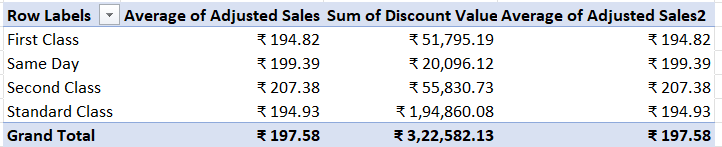 Row Labels Average of Adjusted Sales Sum of Discount Value Average of Adjusted Sales2
First Class ₹ 194.82 ₹ 51,795.19 ₹ 194.82
Same Day ₹ 199.39 ₹ 20,096.12 ₹ 199.39
Second Class ₹ 207.38 ₹ 55,830.73 ₹ 207.38
Standard Class ₹ 194.93 ₹ 1,94,860.08 ₹ 194.93
Grand Total ₹ 197.58 ₹ 3,22,582.13 ₹ 197.58